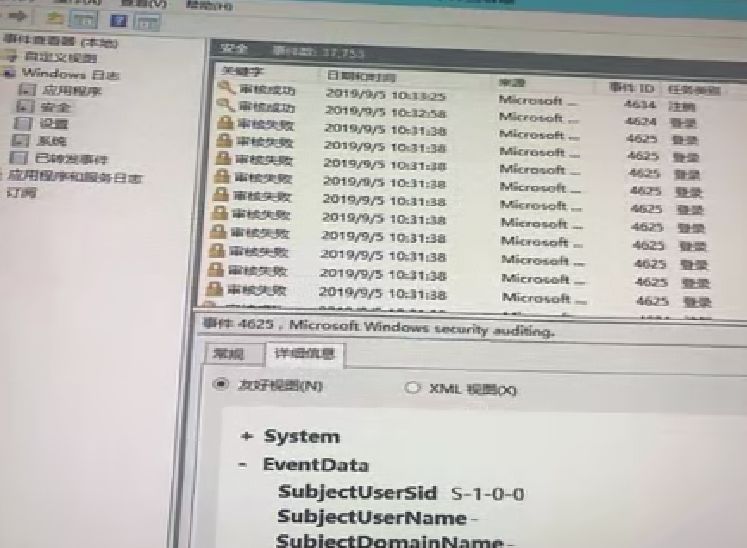 查看(V) 帮助(H)
事件查看器 (本地)
自定义视图
Windows 日志
应用程序
安全
设置
系统
已转发事件
应用程序和服务日志
订阅
安全 事件数: 37,753
关键字 日期和时间 来源 事件 ID 任务类别
审核成功 2019/9/5 10:33:25 Microsoft ... 4634 注销
审核成功 2019/9/5 10:32:58 Microsoft ... 4624 登录
审核失败 2019/9/5 10:31:38 Microsoft ... 4625 登录
审核失败 2019/9/5 10:31:38 Microsoft ... 4625 登录
审核失败 2019/9/5 10:31:38 Microsoft ... 4625 登录
审核失败 2019/9/5 10:31:38 Microsoft ... 4625 登录
审核失败 2019/9/5 10:31:38 Microsoft ... 4625 登录
审核失败 2019/9/5 10:31:38 Microsoft ... 4625 登录
审核失败 2019/9/5 10:31:38 Microsoft ... 4625 登录
审核失败 2019/9/5 10:31:38 Microsoft ... 4625 登录
审核失败 2019/9/5 10:31:38 Microsoft ... 4625 登录
审核失败 2019/9/5 10:31:38 Microsoft ... 4625 登录
事件 4625，Microsoft Windows security auditing.
常规 详细信息
友好视图(N) XML 视图(X)
+ System
- EventData
SubjectUserSid S-1-0-0
SubjectUserName -
SubjectDomainName -